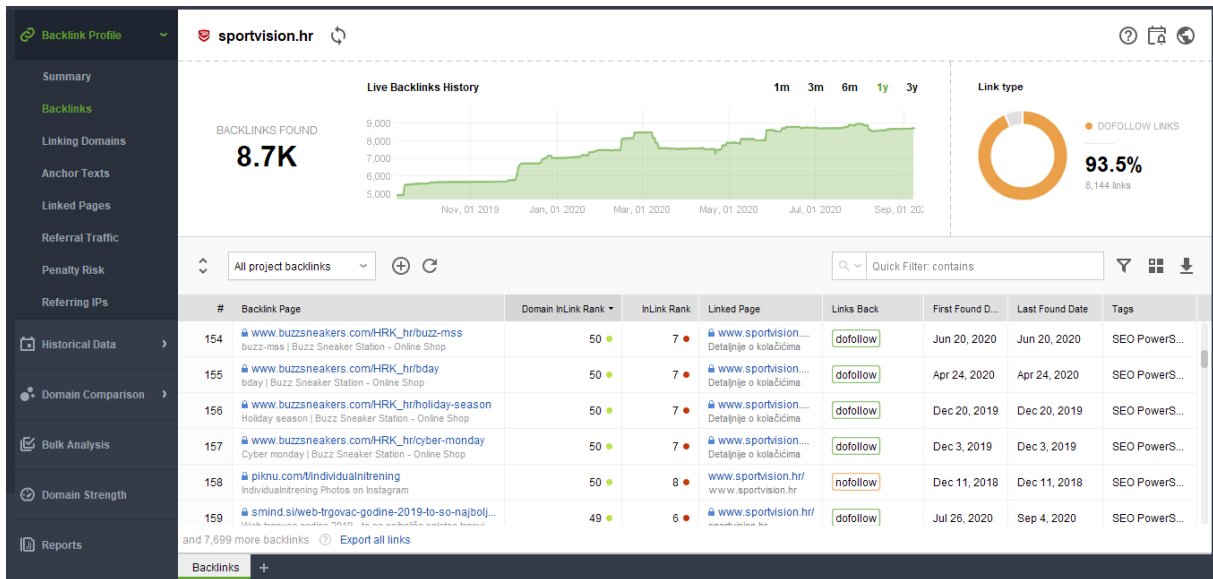 Backlink Profile
Summary
Backlinks
Linking Domains
Anchor Texts
Linked Pages
Referral Traffic
Penalty Risk
Referring IPs
Historical Data
Domain Comparison
Bulk Analysis
Domain Strength
Reports
sportvision.hr
BACKLINKS FOUND
8.7K
Live Backlinks History
1m 3m 6m 1y 3y
9,000
8,000
7,000
6,000
5,000
Nov, 01 2019 Jan, 01 2020 Mar, 01 2020 May, 01 2020 Jul, 01 2020 Sep, 01 20
Link type
DOFOLLOW LINKS
93.5%
8,144 links
All project backlinks
Quick Filter: contains
# Backlink Page Domain InLink Rank InLink Rank Linked Page Links Back First Found D... Last Found Date Tags
154 www.buzzsneakers.com/HRK_hr/buzz-mss 50 7 www.sportvision.... dofollow Jun 20, 2020 Jun 20, 2020 SEO PowerS...
buzz-mss | Buzz Sneaker Station - Online Shop Detaljnije o kolačićima
155 www.buzzsneakers.com/HRK_hr/bday 50 7 www.sportvision.... dofollow Apr 24, 2020 Apr 24, 2020 SEO PowerS...
bday | Buzz Sneaker Station - Online Shop Detaljnije o kolačićima
156 www.buzzsneakers.com/HRK_hr/holiday-season 50 7 www.sportvision.... dofollow Dec 20, 2019 Dec 20, 2019 SEO PowerS...
Holiday season | Buzz Sneaker Station - Online Shop Detaljnije o kolačićima
157 www.buzzsneakers.com/HRK_hr/cyber-monday 50 7 www.sportvision.... dofollow Dec 3, 2019 Dec 3, 2019 SEO PowerS...
Cyber monday | Buzz Sneaker Station - Online Shop Detaljnije o kolačićima
158 piknu.com/t/individualnitrening 50 8 www.sportvision.hr/ nofollow Dec 11, 2018 Dec 11, 2018 SEO PowerS...
Individualnitrening Photos on Instagram www.sportvision.hr
159 smind.si/web-trgovac-godine-2019-to-so-najbolj... 49 6 www.sportvision.hr/ dofollow Jul 26, 2020 Sep 4, 2020 SEO PowerS...
and 7,699 more backlinks Export all links
Backlinks +